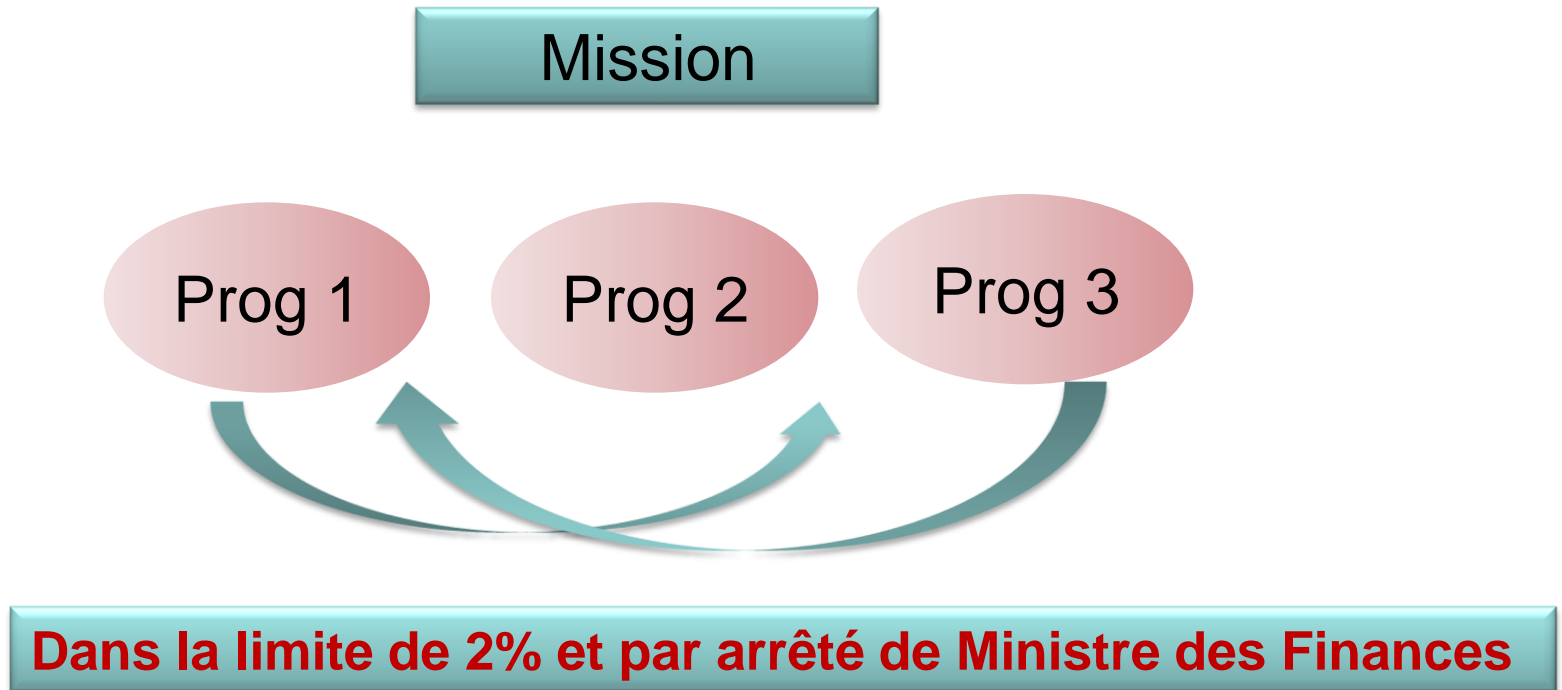 Mission
Prog 1
Prog 2
Prog 3
Dans la limite de 2% et par arrêté de Ministre des Finances